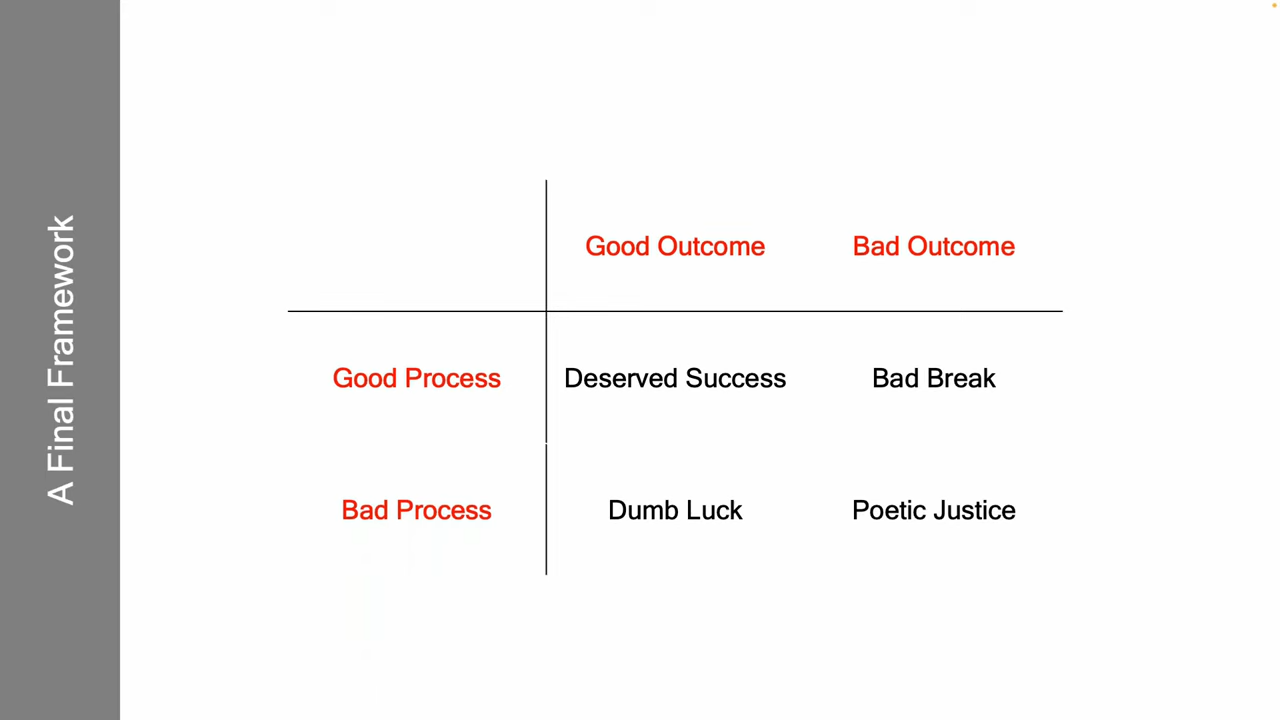 A Final Framework
Good Outcome
Bad Outcome
Good Process
Deserved Success
Bad Break
Bad Process
Dumb Luck
Poetic Justice